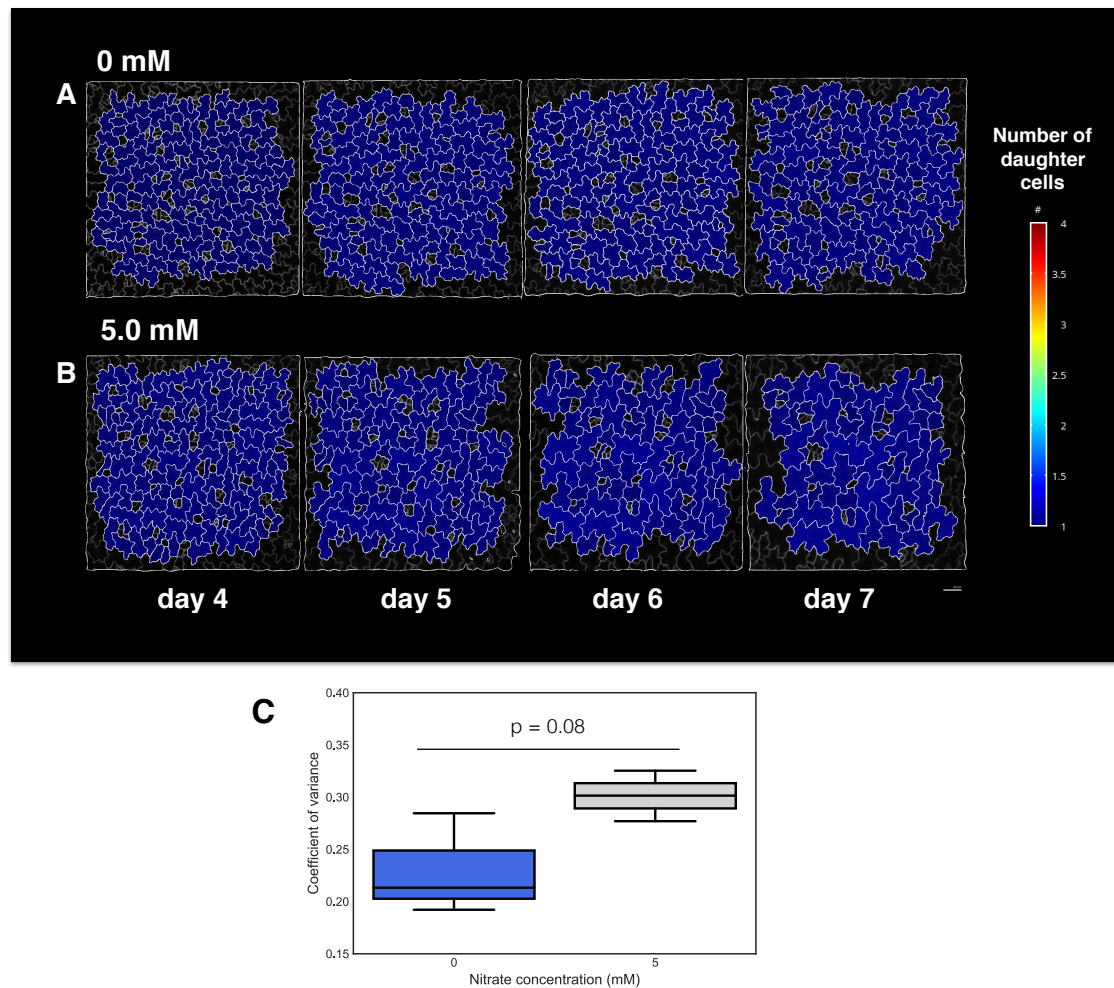 0 mM
A
Number of
daughter
cells
#
4
3.5
3
2.5
2
1.5
1
5.0 mM
B
day 4
day 5
day 6
day 7
C
0.40
0.35
0.30
0.25
0.20
0.15
Coefficient of variance
p = 0.08
0
5
Nitrate concentration (mM)